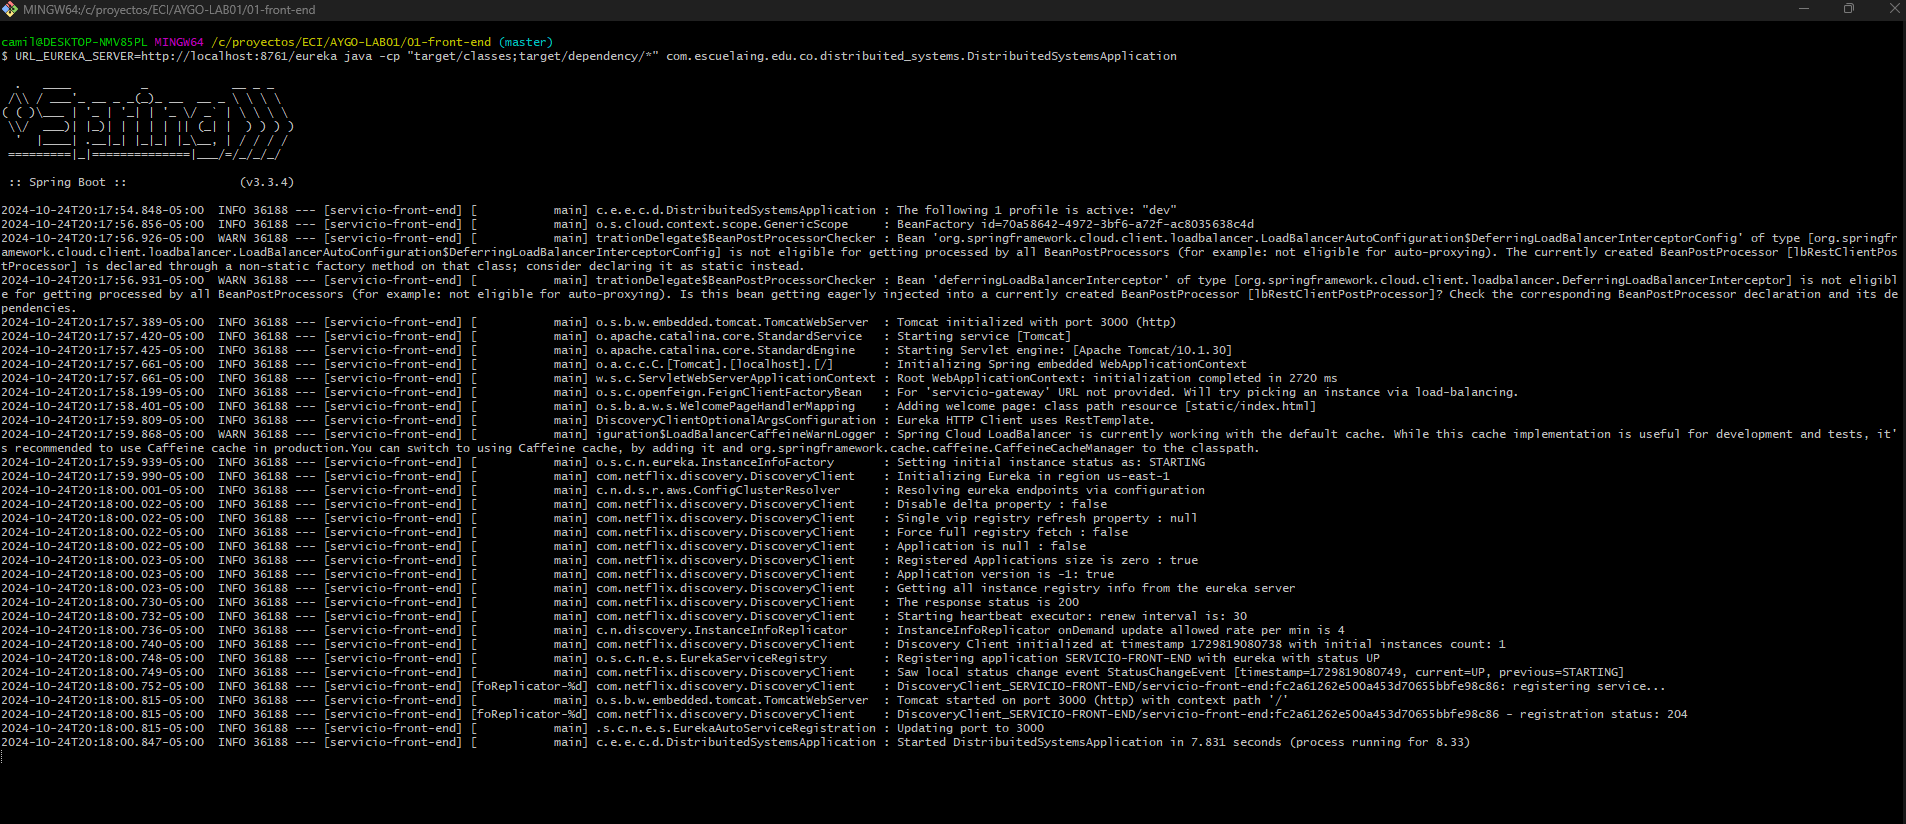 MINGW64:/c/proyectos/ECI/AYGO-LAB01/01-front-end
camil@DESKTOP-NMV85PL MINGW64 /c/proyectos/ECI/AYGO-LAB01/01-front-end (master)
$ URL_EUREKA_SERVER=http://localhost:8761/eureka java -cp "target/classes;target/dependency/*" com.escuelaing.edu.co.distribuited_systems.DistribuitedSystemsApplication
  .   ____          _            __ _ _
 /\\ / ___'_ __ _ _(_)_ __  __ _ \ \ \ \
( ( )\___ | '_ | '_| | '_ \/ _` | \ \ \ \
 \\/  ___)| |_)| | | | | || (_| |  ) ) ) )
  '  |____| .__|_| |_|_| |_\__, | / / / /
 =========|_|==============|___/=/_/_/_/
 :: Spring Boot ::                (v3.3.4)
2024-10-24T20:17:54.848-05:00  INFO 36188 --- [servicio-front-end] [           main] c.e.e.c.d.DistribuitedSystemsApplication : The following 1 profile is active: "dev"
2024-10-24T20:17:56.856-05:00  INFO 36188 --- [servicio-front-end] [           main] o.s.cloud.context.scope.GenericScope     : BeanFactory id=70a58642-4972-3bf6-a72f-ac8035638c4d
2024-10-24T20:17:56.926-05:00  WARN 36188 --- [servicio-front-end] [           main] trationDelegate$BeanPostProcessorChecker : Bean 'org.springframework.cloud.client.loadbalancer.LoadBalancerAutoConfiguration$DeferringLoadBalancerInterceptorConfig' of type [org.springfr
amework.cloud.client.loadbalancer.LoadBalancerAutoConfiguration$DeferringLoadBalancerInterceptorConfig] is not eligible for getting processed by all BeanPostProcessors (for example: not eligible for auto-proxying). The currently created BeanPostProcessor [lbRestClientPos
tProcessor] is declared through a non-static factory method on that class; consider declaring it as static instead.
2024-10-24T20:17:56.931-05:00  WARN 36188 --- [servicio-front-end] [           main] trationDelegate$BeanPostProcessorChecker : Bean 'deferringLoadBalancerInterceptor' of type [org.springframework.cloud.client.loadbalancer.DeferringLoadBalancerInterceptor] is not eligibl
e for getting processed by all BeanPostProcessors (for example: not eligible for auto-proxying). Is this bean getting eagerly injected into a currently created BeanPostProcessor [lbRestClientPostProcessor]? Check the corresponding BeanPostProcessor declaration and its de
pendencies.
2024-10-24T20:17:57.389-05:00  INFO 36188 --- [servicio-front-end] [           main] o.s.b.w.embedded.tomcat.TomcatWebServer  : Tomcat initialized with port 3000 (http)
2024-10-24T20:17:57.420-05:00  INFO 36188 --- [servicio-front-end] [           main] o.apache.catalina.core.StandardService   : Starting service [Tomcat]
2024-10-24T20:17:57.425-05:00  INFO 36188 --- [servicio-front-end] [           main] o.apache.catalina.core.StandardEngine    : Starting Servlet engine: [Apache Tomcat/10.1.30]
2024-10-24T20:17:57.661-05:00  INFO 36188 --- [servicio-front-end] [           main] o.a.c.c.C.[Tomcat].[localhost].[/]       : Initializing Spring embedded WebApplicationContext
2024-10-24T20:17:57.661-05:00  INFO 36188 --- [servicio-front-end] [           main] w.s.c.ServletWebServerApplicationContext : Root WebApplicationContext: initialization completed in 2720 ms
2024-10-24T20:17:58.199-05:00  INFO 36188 --- [servicio-front-end] [           main] o.s.c.openfeign.FeignClientFactoryBean   : For 'servicio-gateway' URL not provided. Will try picking an instance via load-balancing.
2024-10-24T20:17:58.401-05:00  INFO 36188 --- [servicio-front-end] [           main] o.s.b.a.w.s.WelcomePageHandlerMapping    : Adding welcome page: class path resource [static/index.html]
2024-10-24T20:17:59.809-05:00  INFO 36188 --- [servicio-front-end] [           main] DiscoveryClientOptionalArgsConfiguration : Eureka HTTP Client uses RestTemplate.
2024-10-24T20:17:59.868-05:00  WARN 36188 --- [servicio-front-end] [           main] iguration$LoadBalancerCaffeineWarnLogger : Spring Cloud LoadBalancer is currently working with the default cache. While this cache implementation is useful for development and tests, it'
s recommended to use Caffeine cache in production.You can switch to using Caffeine cache, by adding it and org.springframework.cache.caffeine.CaffeineCacheManager to the classpath.
2024-10-24T20:17:59.939-05:00  INFO 36188 --- [servicio-front-end] [           main] o.s.c.n.eureka.InstanceInfoFactory       : Setting initial instance status as: STARTING
2024-10-24T20:17:59.990-05:00  INFO 36188 --- [servicio-front-end] [           main] com.netflix.discovery.DiscoveryClient    : Initializing Eureka in region us-east-1
2024-10-24T20:18:00.001-05:00  INFO 36188 --- [servicio-front-end] [           main] c.n.d.s.r.aws.ConfigClusterResolver      : Resolving eureka endpoints via configuration
2024-10-24T20:18:00.022-05:00  INFO 36188 --- [servicio-front-end] [           main] com.netflix.discovery.DiscoveryClient    : Disable delta property : false
2024-10-24T20:18:00.022-05:00  INFO 36188 --- [servicio-front-end] [           main] com.netflix.discovery.DiscoveryClient    : Single vip registry refresh property : null
2024-10-24T20:18:00.022-05:00  INFO 36188 --- [servicio-front-end] [           main] com.netflix.discovery.DiscoveryClient    : Force full registry fetch : false
2024-10-24T20:18:00.022-05:00  INFO 36188 --- [servicio-front-end] [           main] com.netflix.discovery.DiscoveryClient    : Application is null : false
2024-10-24T20:18:00.023-05:00  INFO 36188 --- [servicio-front-end] [           main] com.netflix.discovery.DiscoveryClient    : Registered Applications size is zero : true
2024-10-24T20:18:00.023-05:00  INFO 36188 --- [servicio-front-end] [           main] com.netflix.discovery.DiscoveryClient    : Application version is -1: true
2024-10-24T20:18:00.023-05:00  INFO 36188 --- [servicio-front-end] [           main] com.netflix.discovery.DiscoveryClient    : Getting all instance registry info from the eureka server
2024-10-24T20:18:00.730-05:00  INFO 36188 --- [servicio-front-end] [           main] com.netflix.discovery.DiscoveryClient    : The response status is 200
2024-10-24T20:18:00.732-05:00  INFO 36188 --- [servicio-front-end] [           main] com.netflix.discovery.DiscoveryClient    : Starting heartbeat executor: renew interval is: 30
2024-10-24T20:18:00.736-05:00  INFO 36188 --- [servicio-front-end] [           main] c.n.discovery.InstanceInfoReplicator     : InstanceInfoReplicator onDemand update allowed rate per min is 4
2024-10-24T20:18:00.740-05:00  INFO 36188 --- [servicio-front-end] [           main] com.netflix.discovery.DiscoveryClient    : Discovery Client initialized at timestamp 1729819080738 with initial instances count: 1
2024-10-24T20:18:00.748-05:00  INFO 36188 --- [servicio-front-end] [           main] o.s.c.n.e.s.EurekaServiceRegistry        : Registering application SERVICIO-FRONT-END with eureka with status UP
2024-10-24T20:18:00.749-05:00  INFO 36188 --- [servicio-front-end] [           main] com.netflix.discovery.DiscoveryClient    : Saw local status change event StatusChangeEvent [timestamp=1729819080749, current=UP, previous=STARTING]
2024-10-24T20:18:00.752-05:00  INFO 36188 --- [servicio-front-end] [foReplicator-%d] com.netflix.discovery.DiscoveryClient    : DiscoveryClient_SERVICIO-FRONT-END/servicio-front-end:fc2a61262e500a453d70655bbfe98c86: registering service...
2024-10-24T20:18:00.815-05:00  INFO 36188 --- [servicio-front-end] [           main] o.s.b.w.embedded.tomcat.TomcatWebServer  : Tomcat started on port 3000 (http) with context path '/'
2024-10-24T20:18:00.815-05:00  INFO 36188 --- [servicio-front-end] [foReplicator-%d] com.netflix.discovery.DiscoveryClient    : DiscoveryClient_SERVICIO-FRONT-END/servicio-front-end:fc2a61262e500a453d70655bbfe98c86 - registration status: 204
2024-10-24T20:18:00.815-05:00  INFO 36188 --- [servicio-front-end] [           main] .s.c.n.e.s.EurekaAutoServiceRegistration : Updating port to 3000
2024-10-24T20:18:00.847-05:00  INFO 36188 --- [servicio-front-end] [           main] c.e.e.c.d.DistribuitedSystemsApplication : Started DistribuitedSystemsApplication in 7.831 seconds (process running for 8.33)